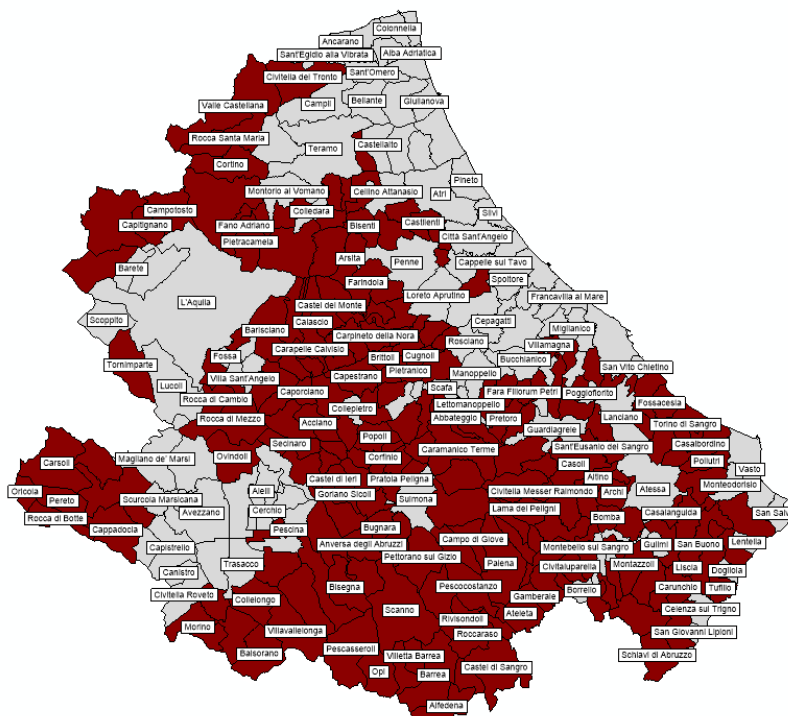 Colonnella
Ancarano
Sant'Egidio alla Vibrata
Alba Adriatica
Sant'Omero
Civitella del Tronto
Valle Castellana
Campli
Bellante
Giulianova
Rocca Santa Maria
Castellalto
Teramo
Cortino
Pineto
Montorio al Vomano
Cellino Attanasio
Atri
Campotosto
Colledara
Silvi
Capitignano
Fano Adriano
Bisenti
Castilenti
Pietracamela
Città Sant'Angelo
Arsita
Penne
Cappelle sul Tavo
Barete
Spoltore
Farindola
L'Aquila
Loreto Aprutino
Francavilla al Mare
Castel del Monte
Scoppito
Calascio
Cepagatti
Miglianico
Barisciano
Carpineto della Nora
Rosciano
Villamagna
Carapelle Calvisio
Fossa
Brittoli
Cugnoli
Bucchianico
Tornimparte
San Vito Chietino
Pietranico
Manoppello
Villa Sant'Angelo
Capestrano
Lucoli
Scafa
Caporciano
Fara Filiorum Petri
Poggiofiorito
Rocca di Cambio
Fossacesia
Collepietro
Lettomanoppello
Rocca di Mezzo
Abbateggio
Pretoro
Lanciano
Acciano
Torino di Sangro
Guardiagrele
Popoli
Secinaro
Casalbordino
Sant'Eusanio del Sangro
Caramanico Terme
Ovindoli
Corfinio
Magliano de' Marsi
Pollutri
Carsoli
Casoli
Vasto
Castel di Ieri
Pratola Peligna
Altino
Monteodorisio
Oricola
Aielli
Goriano Sicoli
Civitella Messer Raimondo
Archi
Atessa
Pereto
Scurcola Marsicana
Sulmona
Cerchio
Lama dei Peligni
Casalanguida
San Salv
Rocca di Botte
Avezzano
Bomba
Cappadocia
Pescina
Bugnara
Campo di Giove
Lentella
Anversa degli Abruzzi
Capistrello
Montebello sul Sangro
Guilmi
San Buono
Pettorano sul Gizio
Trasacco
Palena
Civitaluparella
Montazzoli
Liscia
Canistro
Dogliola
Bisegna
Pescocostanzo
Carunchio
Tufillo
Civitella Roveto
Borrello
Collelongo
Gamberale
Scanno
Celenza sul Trigno
Ateleta
Rivisondoli
Morino
Villavallelonga
Roccaraso
San Giovanni Lipioni
Balsorano
Pescasseroli
Villetta Barrea
Schiavi di Abruzzo
Castel di Sangro
Opi
Barrea
Alfedena